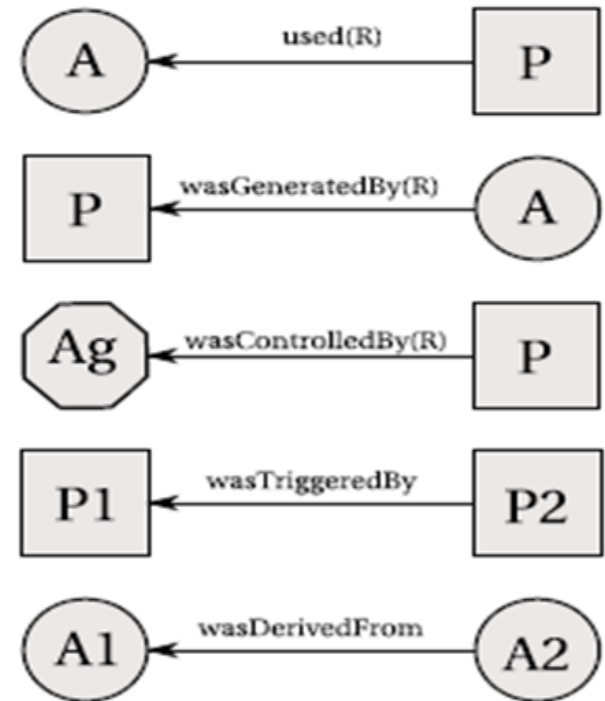 A used(R) P
P wasGeneratedBy(R) A
Ag wasControlledBy(R) P
P1 wasTriggeredBy P2
A1 wasDerivedFrom A2